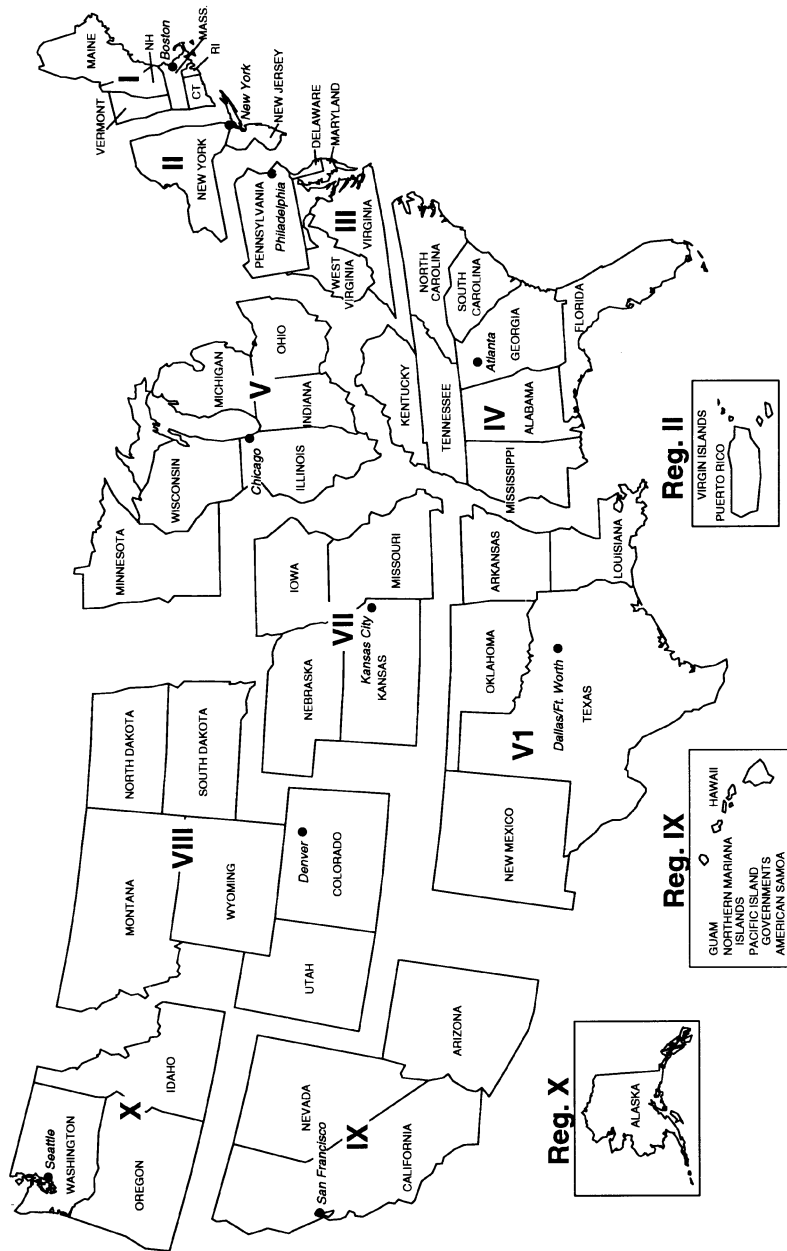 WASHINGTON
Seattle
OREGON
X
IDAHO
MONTANA
VIII
WYOMING
NORTH DAKOTA
SOUTH DAKOTA
MINNESOTA
WISCONSIN
MICHIGAN
V
Chicago
ILLINOIS
INDIANA
OHIO
II
NEW YORK
New York
NEW JERSEY
VERMONT
MAINE
I
NH
Boston
MASS.
RI
CT
PENNSYLVANIA
Philadelphia
DELAWARE
MARYLAND
WEST
VIRGINIA
III
VIRGINIA
NEVADA
San Francisco
IX
CALIFORNIA
UTAH
Denver
COLORADO
ARIZONA
NEBRASKA
IOWA
VII
Kansas City
KANSAS
MISSOURI
KENTUCKY
TENNESSEE
NORTH
CAROLINA
SOUTH
CAROLINA
Atlanta
GEORGIA
IV
ALABAMA
MISSISSIPPI
FLORIDA
NEW MEXICO
V1
OKLAHOMA
Dallas/Ft. Worth
TEXAS
ARKANSAS
LOUISIANA
Reg. X
ALASKA
Reg. IX
GUAM
NORTHERN MARIANA
ISLANDS
PACIFIC ISLAND
GOVERNMENTS
AMERICAN SAMOA
HAWAII
Reg. II
VIRGIN ISLANDS
PUERTO RICO